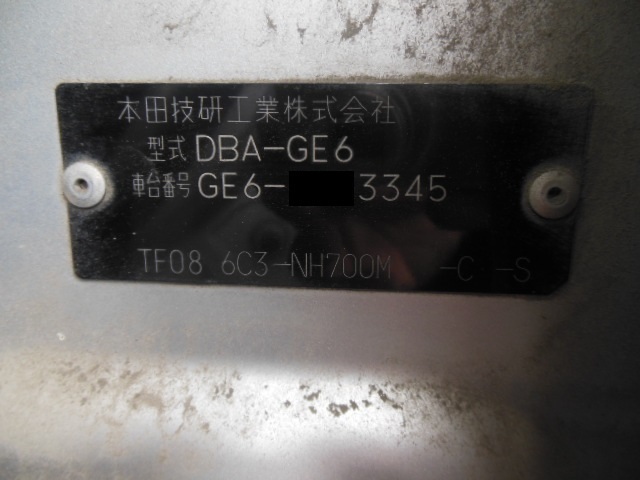 本田技研工業株式会社
型式 DBA-GE6
車台番号 GE6- 3345
TF08 6C3-NH700M -C -S